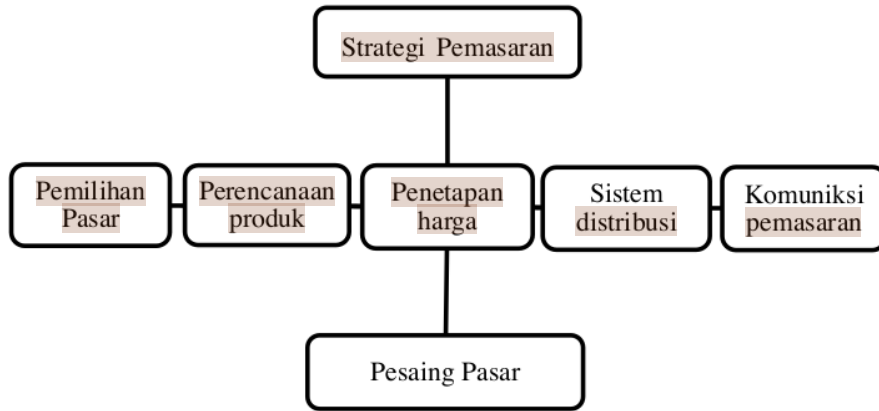 Strategi Pemasaran
Pemilihan
Pasar
Perencanaan
produk
Penetapan
harga
Sistem
distribusi
Komuniksi
pemasaran
Pesaing Pasar